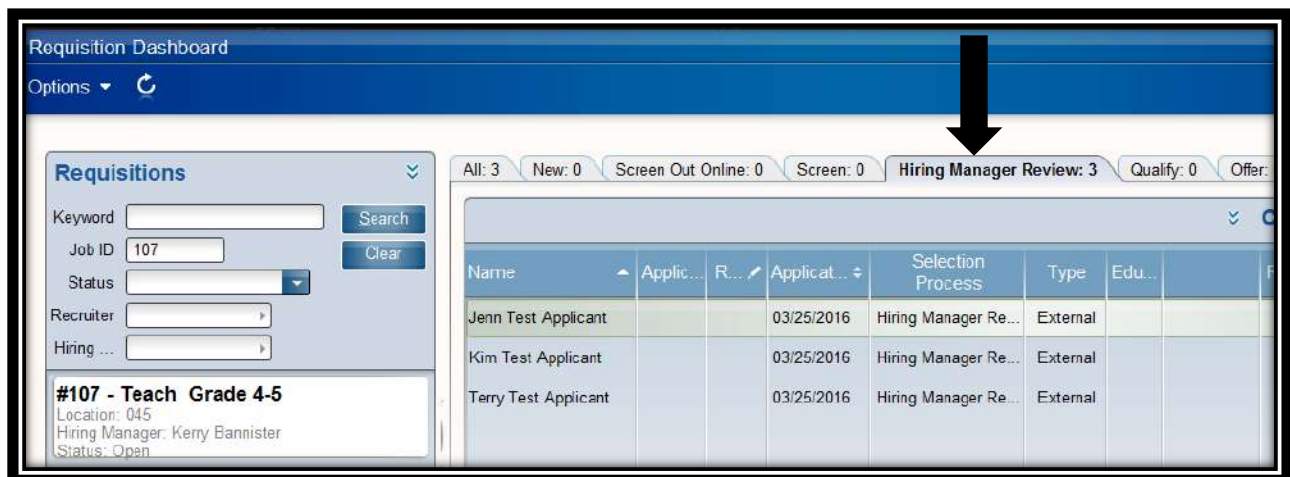 Requisition Dashboard
Options
Requisitions
Keyword
Search
Job ID 107
Clear
Status
Recruiter
Hiring ...
#107 - Teach Grade 4-5
Location: 045
Hiring Manager: Kerry Bannister
Status: Open
All: 3 New: 0 Screen Out Online: 0 Screen: 0 Hiring Manager Review: 3 Qualify: 0 Offer:
Name Applic... R... Applicat... Selection Process Type Edu...
Jenn Test Applicant 03/25/2016 Hiring Manager Re... External
Kim Test Applicant 03/25/2016 Hiring Manager Re... External
Terry Test Applicant 03/25/2016 Hiring Manager Re... External